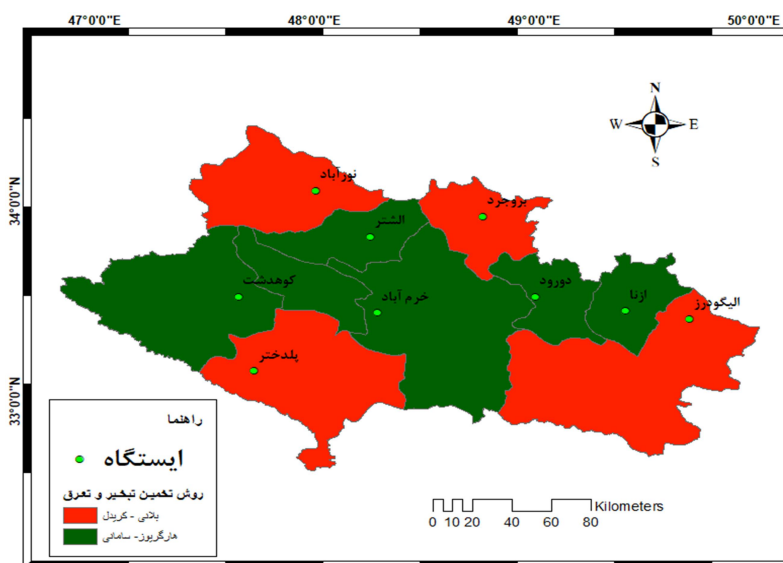 47°0'0"E 48°0'0"E 49°0'0"E 50°0'0"E
34°0'0"N
33°0'0"N
N
W E
S
نورآباد
بروجرد
الشتر
کوهدشت
خرم آباد
دورود
ازنا
الیگودرز
پلدختر
راهنما
ایستگاه
روش تخمین تبخیر و تعرق
بلانی - کریدل
هارگریوز- سامانی
Kilometers
0 10 20 40 60 80